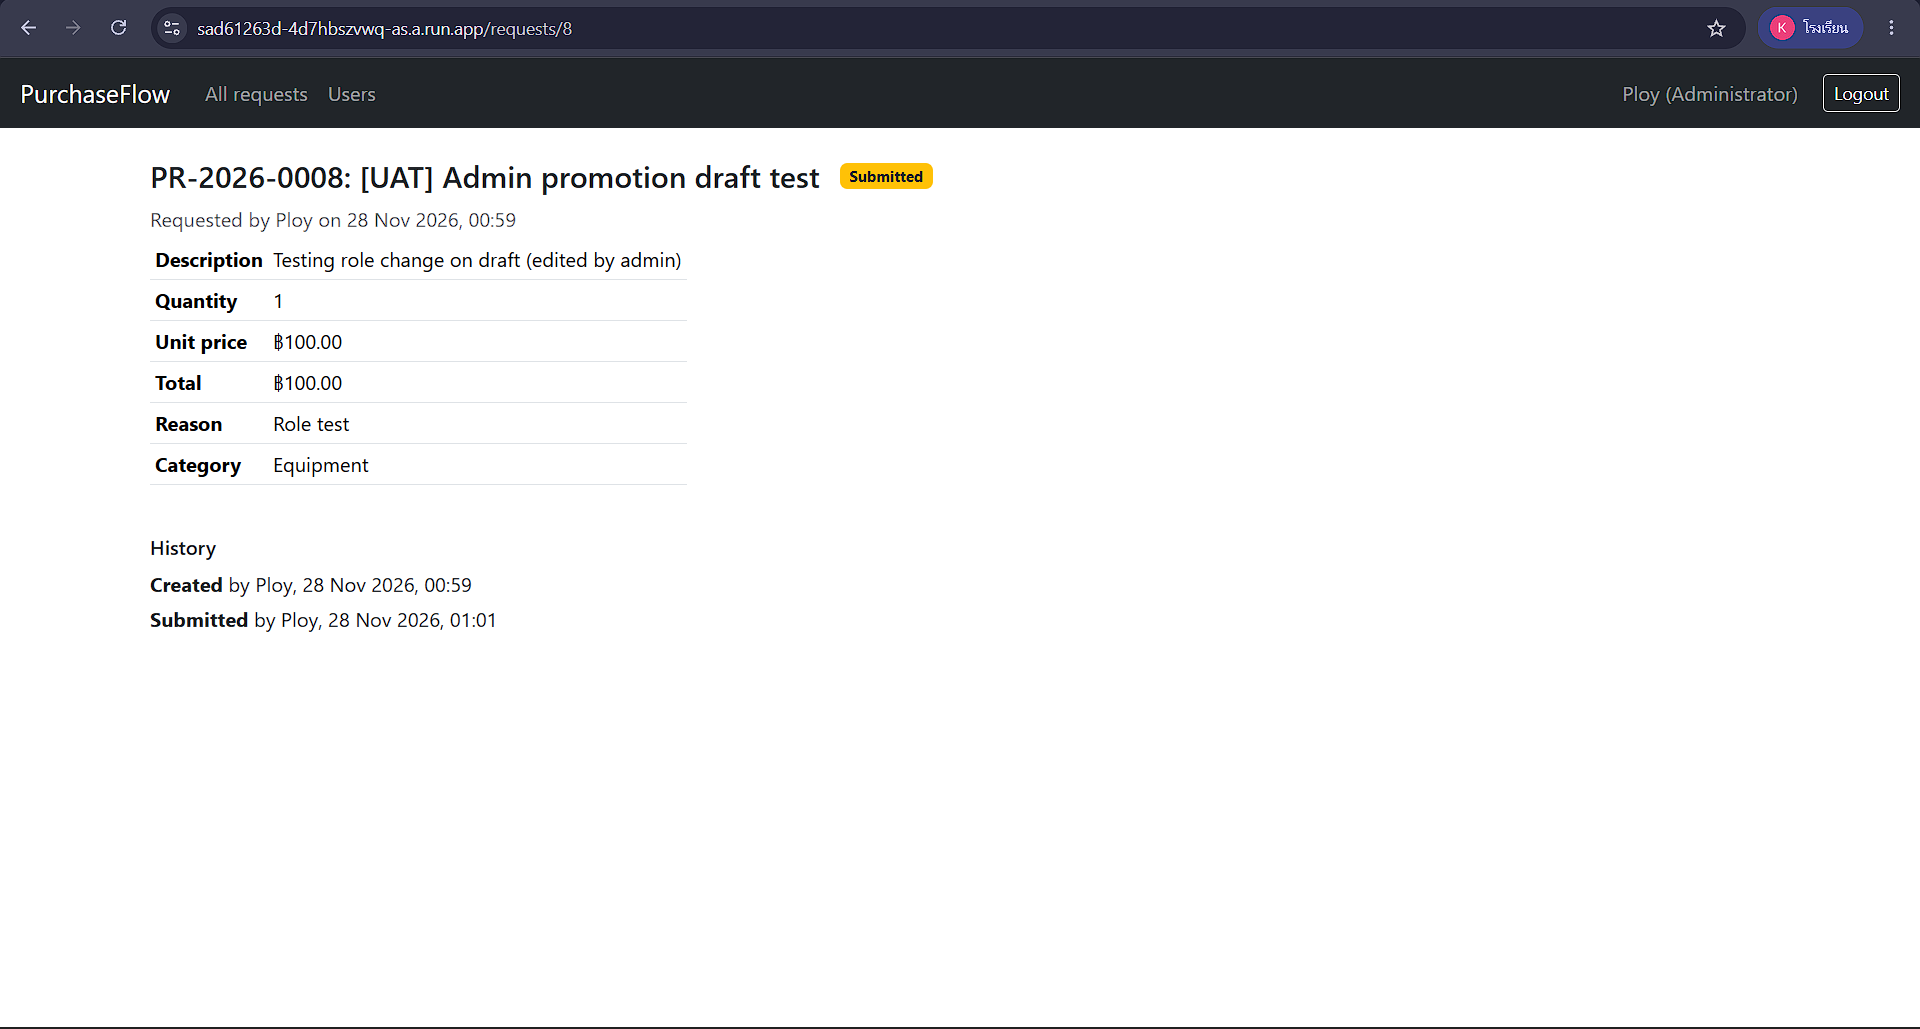 sad61263d-4d7hbszvwq-as.a.run.app/requests/8
K โรงเรียน
PurchaseFlow All requests Users Ploy (Administrator) Logout
PR-2026-0008: [UAT] Admin promotion draft test Submitted
Requested by Ploy on 28 Nov 2026, 00:59
Description Testing role change on draft (edited by admin)
Quantity 1
Unit price ฿100.00
Total ฿100.00
Reason Role test
Category Equipment
History
Created by Ploy, 28 Nov 2026, 00:59
Submitted by Ploy, 28 Nov 2026, 01:01